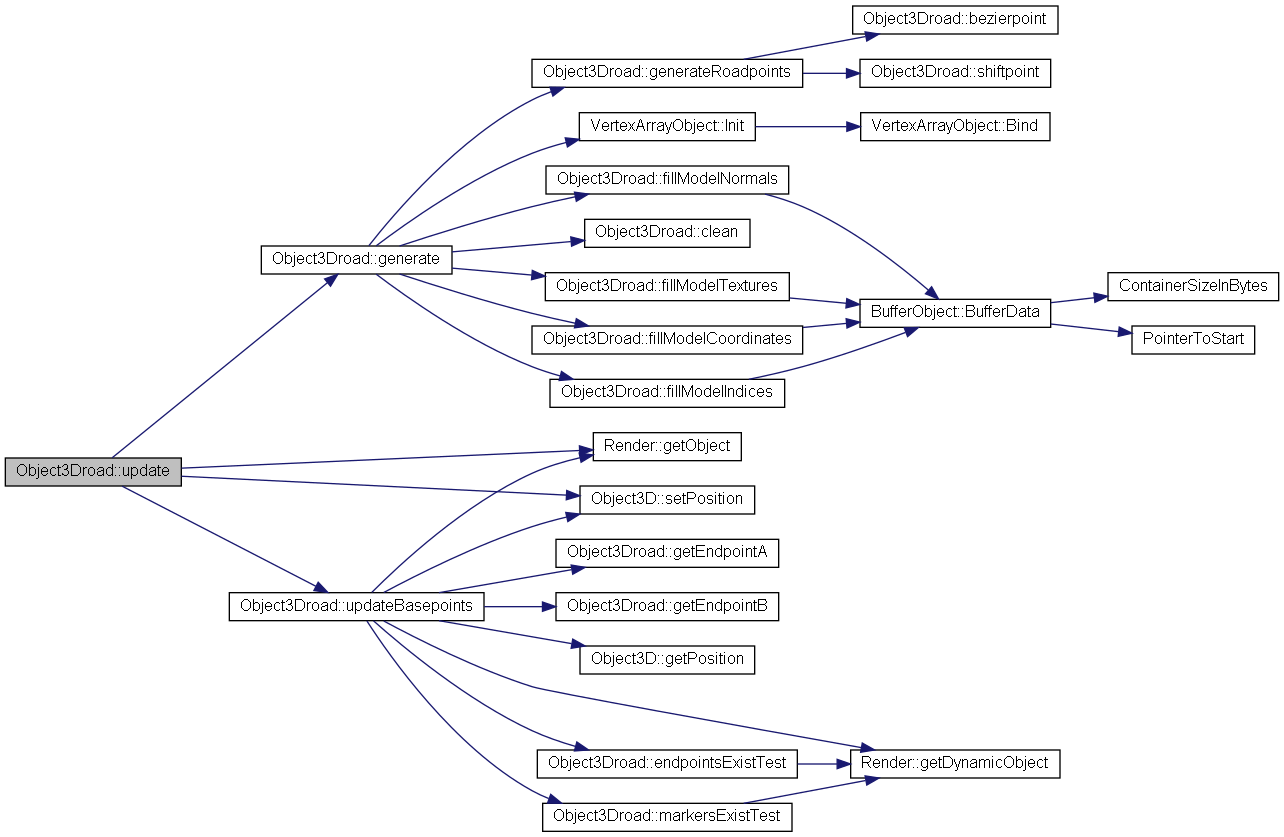 Object3Droad::bezierpoint
Object3Droad::generateRoadpoints
Object3Droad::shiftpoint
VertexArrayObject::Init
VertexArrayObject::Bind
Object3Droad::fillModelNormals
Object3Droad::clean
Object3Droad::generate
Object3Droad::fillModelTextures
ContainerSizeInBytes
BufferObject::BufferData
Object3Droad::fillModelCoordinates
PointerToStart
Object3Droad::fillModelIndices
Render::getObject
Object3Droad::update
Object3D::setPosition
Object3Droad::getEndpointA
Object3Droad::updateBasepoints
Object3Droad::getEndpointB
Object3D::getPosition
Object3Droad::endpointsExistTest
Render::getDynamicObject
Object3Droad::markersExistTest